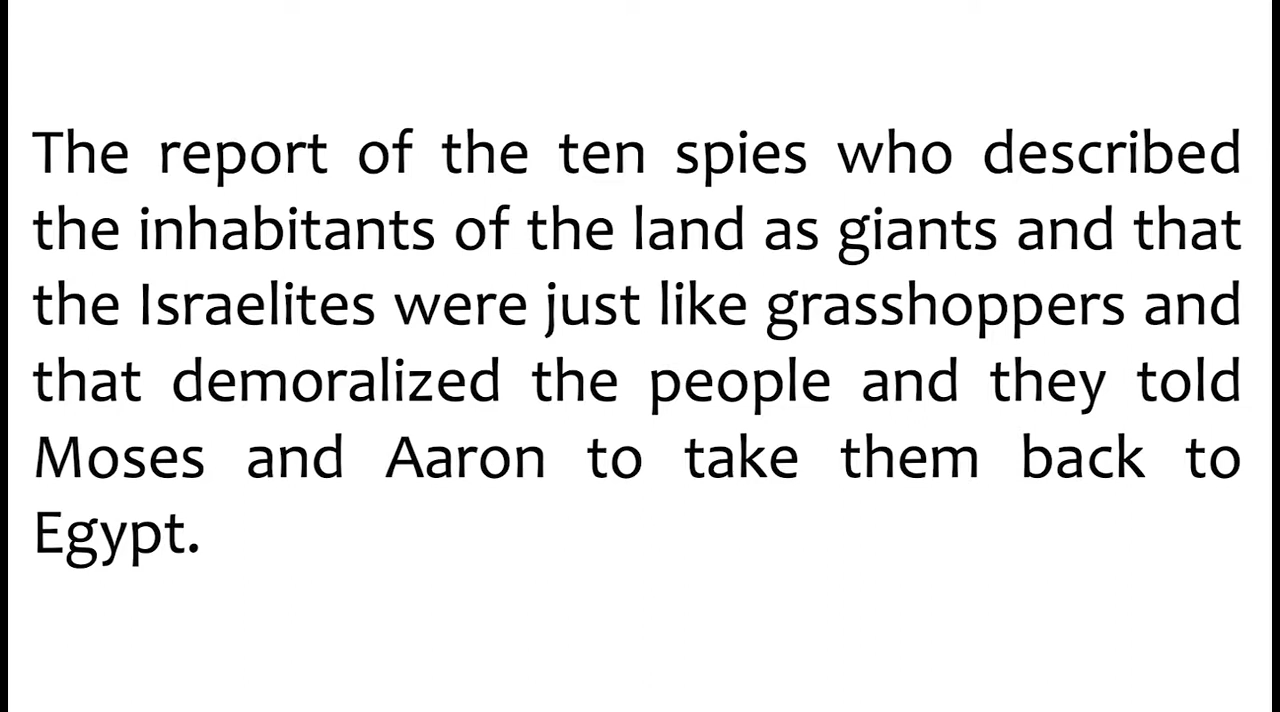 The report of the ten spies who described
the inhabitants of the land as giants and that
the Israelites were just like grasshoppers and
that demoralized the people and they told
Moses and Aaron to take them back to
Egypt.